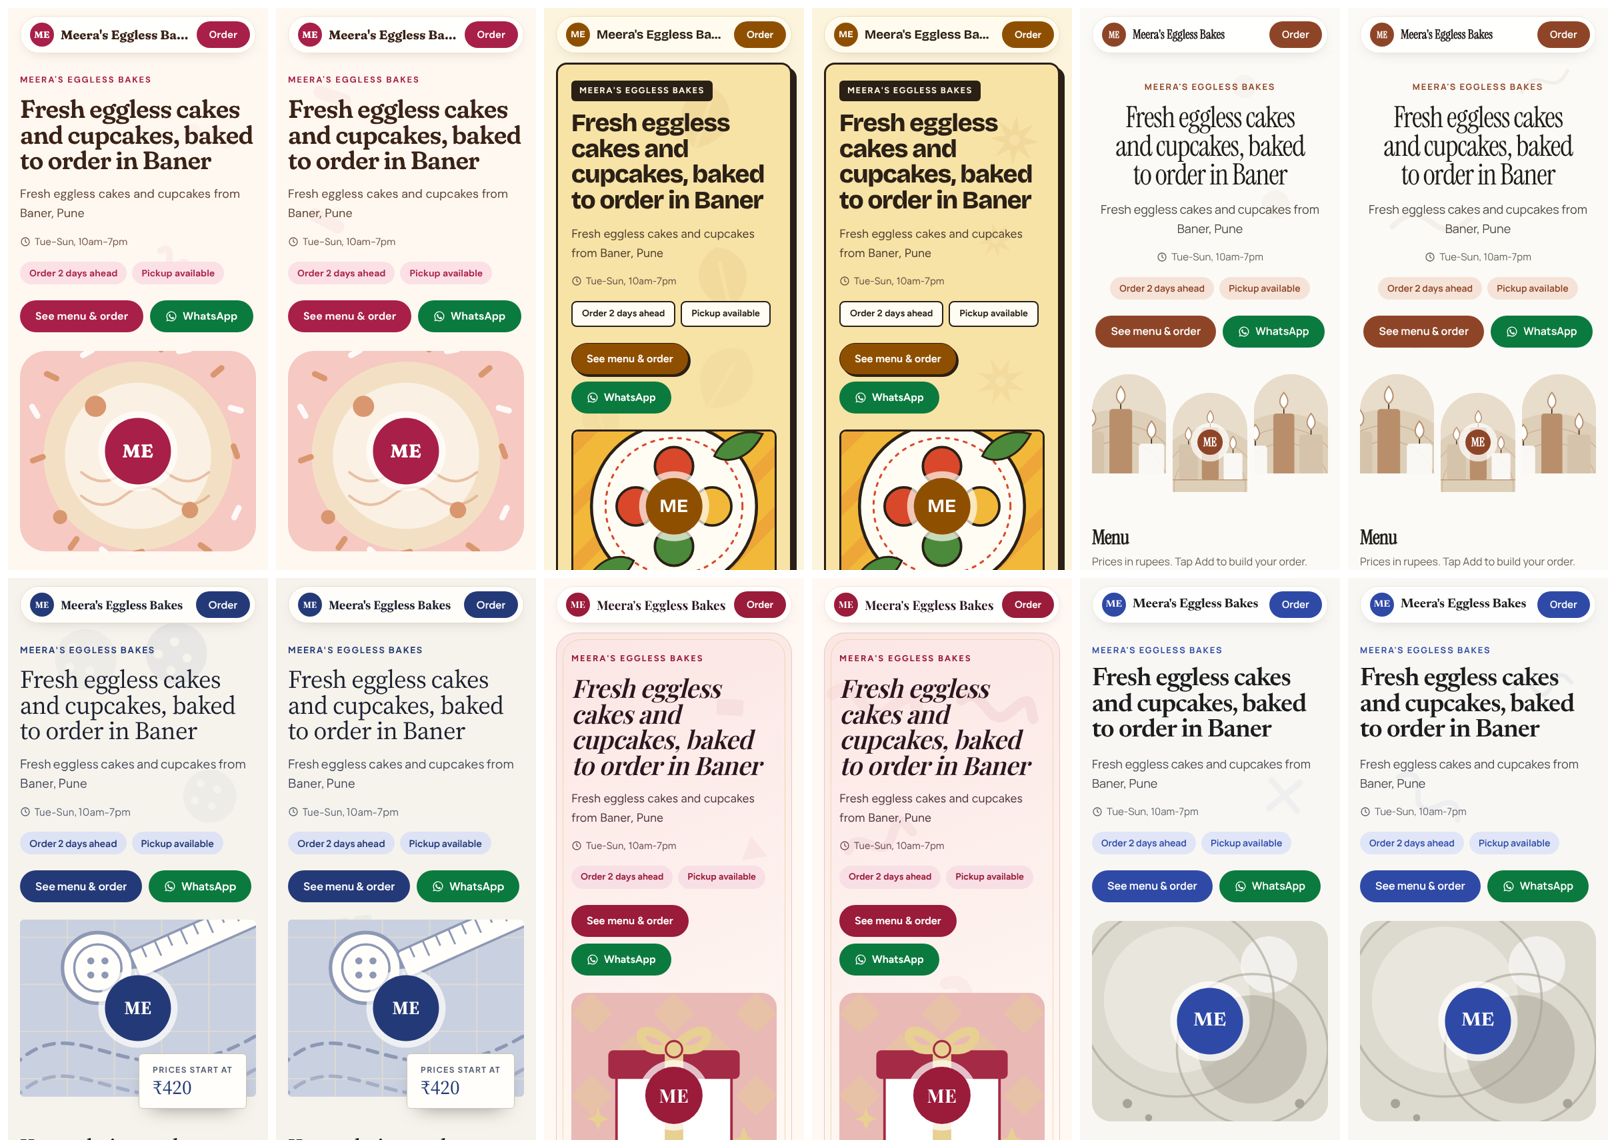 ME Meera's Eggless Ba... Order
MEERA'S EGGLESS BAKES
Fresh eggless cakes
and cupcakes, baked
to order in Baner
Fresh eggless cakes and cupcakes from
Baner, Pune
Tue–Sun, 10am–7pm
Order 2 days ahead Pickup available
See menu & order WhatsApp
ME
ME Meera's Eggless Ba... Order
MEERA'S EGGLESS BAKES
Fresh eggless cakes
and cupcakes, baked
to order in Baner
Fresh eggless cakes and cupcakes from
Baner, Pune
Tue–Sun, 10am–7pm
Order 2 days ahead Pickup available
See menu & order WhatsApp
ME
ME Meera's Eggless Ba... Order
MEERA'S EGGLESS BAKES
Fresh eggless
cakes and
cupcakes, baked
to order in Baner
Fresh eggless cakes and cupcakes
from Baner, Pune
Tue–Sun, 10am–7pm
Order 2 days ahead Pickup available
See menu & order
WhatsApp
ME
ME Meera's Eggless Ba... Order
MEERA'S EGGLESS BAKES
Fresh eggless
cakes and
cupcakes, baked
to order in Baner
Fresh eggless cakes and cupcakes
from Baner, Pune
Tue–Sun, 10am–7pm
Order 2 days ahead Pickup available
See menu & order
WhatsApp
ME
ME Meera's Eggless Bakes Order
MEERA'S EGGLESS BAKES
Fresh eggless cakes
and cupcakes, baked
to order in Baner
Fresh eggless cakes and cupcakes from
Baner, Pune
Tue–Sun, 10am–7pm
Order 2 days ahead Pickup available
See menu & order WhatsApp
ME
Menu
Prices in rupees. Tap Add to build your order.
ME Meera's Eggless Bakes Order
MEERA'S EGGLESS BAKES
Fresh eggless cakes
and cupcakes, baked
to order in Baner
Fresh eggless cakes and cupcakes from
Baner, Pune
Tue–Sun, 10am–7pm
Order 2 days ahead Pickup available
See menu & order WhatsApp
ME
Menu
Prices in rupees. Tap Add to build your order.
ME Meera's Eggless Bakes Order
MEERA'S EGGLESS BAKES
Fresh eggless cakes
and cupcakes, baked
to order in Baner
Fresh eggless cakes and cupcakes from
Baner, Pune
Tue–Sun, 10am–7pm
Order 2 days ahead Pickup available
See menu & order WhatsApp
ME
PRICES START AT
₹420
ME Meera's Eggless Bakes Order
MEERA'S EGGLESS BAKES
Fresh eggless cakes
and cupcakes, baked
to order in Baner
Fresh eggless cakes and cupcakes from
Baner, Pune
Tue–Sun, 10am–7pm
Order 2 days ahead Pickup available
See menu & order WhatsApp
ME
PRICES START AT
₹420
ME Meera's Eggless Bakes Order
MEERA'S EGGLESS BAKES
Fresh eggless
cakes and
cupcakes, baked
to order in Baner
Fresh eggless cakes and cupcakes
from Baner, Pune
Tue–Sun, 10am–7pm
Order 2 days ahead Pickup available
See menu & order
WhatsApp
ME
ME Meera's Eggless Bakes Order
MEERA'S EGGLESS BAKES
Fresh eggless
cakes and
cupcakes, baked
to order in Baner
Fresh eggless cakes and cupcakes
from Baner, Pune
Tue–Sun, 10am–7pm
Order 2 days ahead Pickup available
See menu & order
WhatsApp
ME
ME Meera's Eggless Bakes Order
MEERA'S EGGLESS BAKES
Fresh eggless cakes
and cupcakes, baked
to order in Baner
Fresh eggless cakes and cupcakes from
Baner, Pune
Tue–Sun, 10am–7pm
Order 2 days ahead Pickup available
See menu & order WhatsApp
ME
ME Meera's Eggless Bakes Order
MEERA'S EGGLESS BAKES
Fresh eggless cakes
and cupcakes, baked
to order in Baner
Fresh eggless cakes and cupcakes from
Baner, Pune
Tue–Sun, 10am–7pm
Order 2 days ahead Pickup available
See menu & order WhatsApp
ME